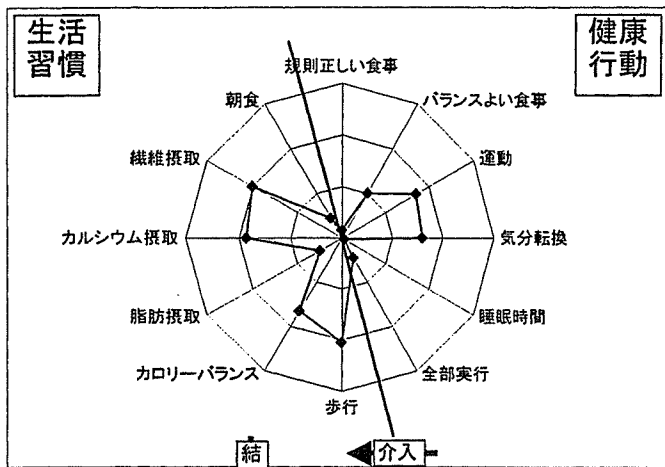 生活
習慣
健康
行動
規則正しい食事
朝食
バランスよい食事
繊維摂取
運動
カルシウム摂取
気分転換
脂肪摂取
睡眠時間
カロリーバランス
全部実行
歩行
結
介入